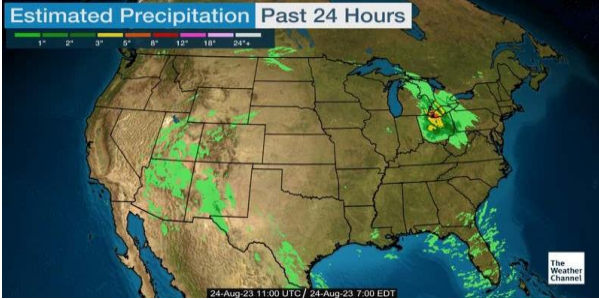 Estimated Precipitation Past 24 Hours
1" 2" 3" 5" 8" 12" 18" 24"+
The
Weather
Channel
24-Aug-23 11:00 UTC / 24-Aug-23 7:00 EDT